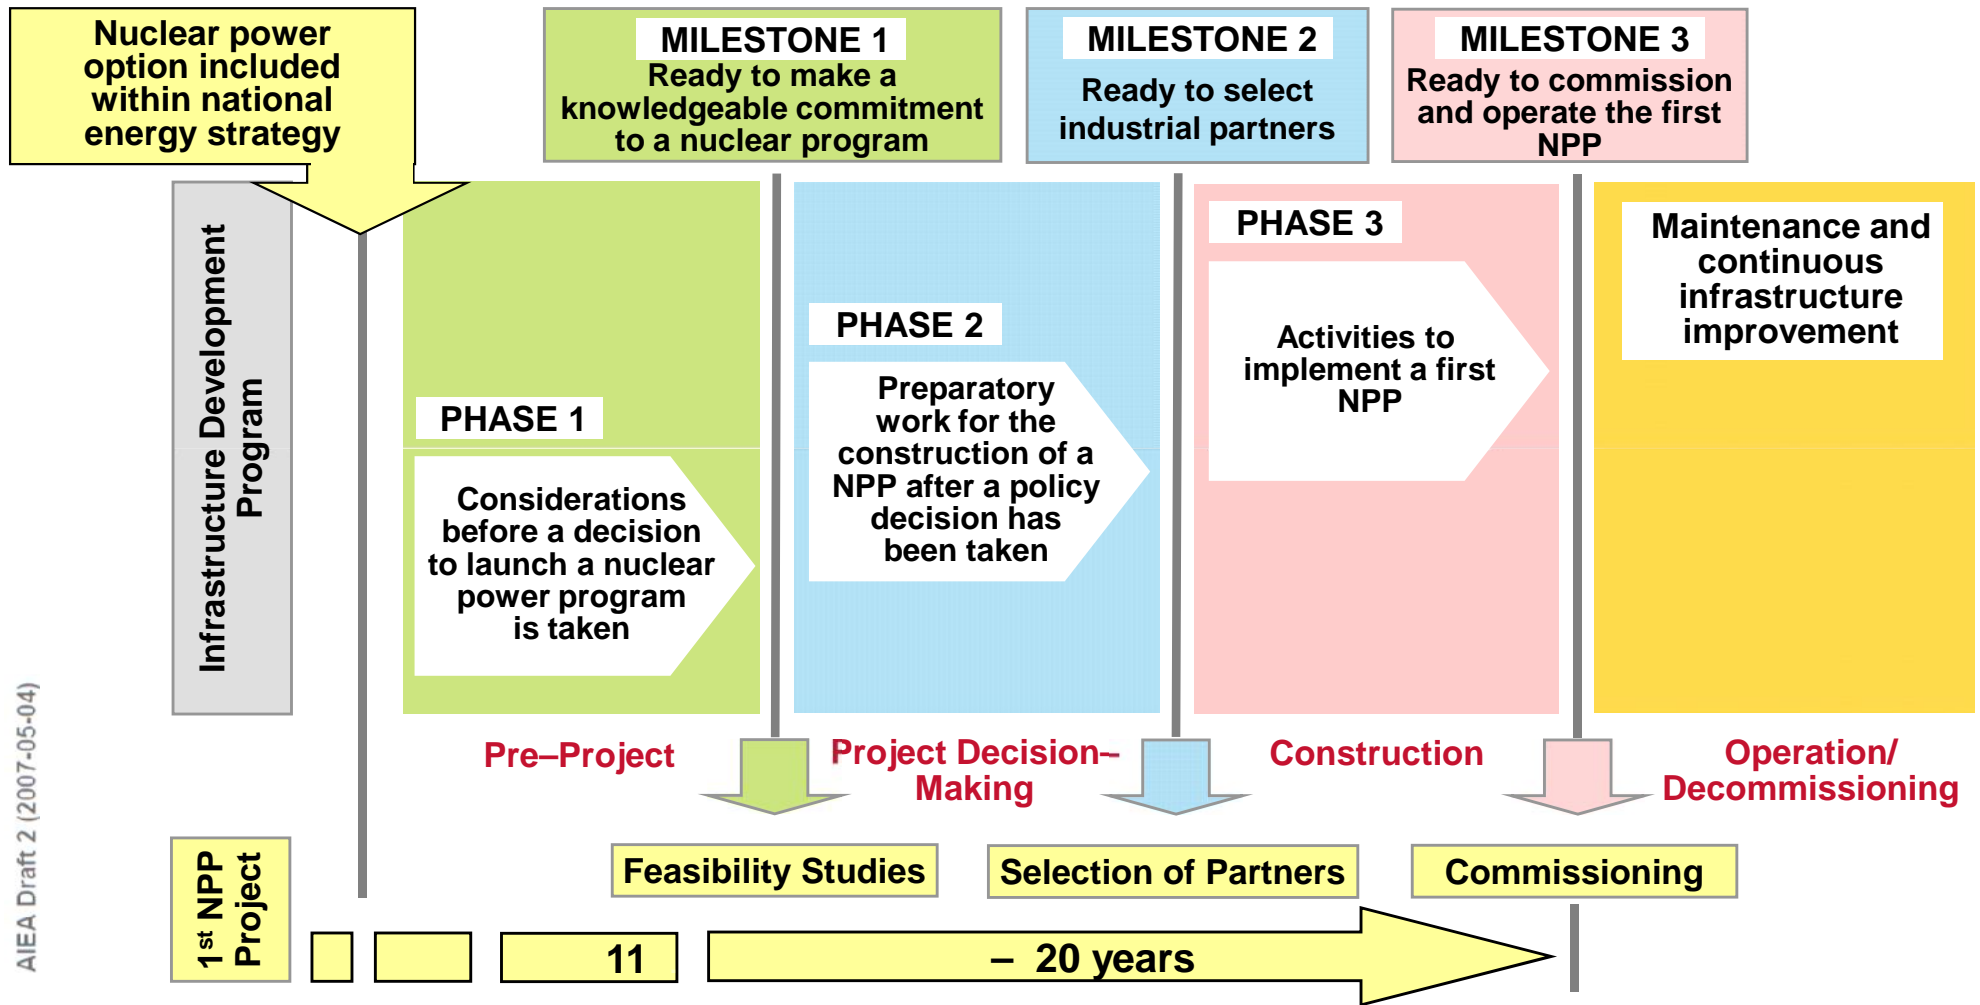 Nuclear power
option included
within national
energy strategy
MILESTONE 1
Ready to make a
knowledgeable commitment
to a nuclear program
MILESTONE 2
Ready to select
industrial partners
MILESTONE 3
Ready to commission
and operate the first
NPP
Infrastructure Development
Program
PHASE 1
Considerations
before a decision
to launch a nuclear
power program
is taken
PHASE 2
Preparatory
work for the
construction of a
NPP after a policy
decision has
been taken
PHASE 3
Activities to
implement a first
NPP
Maintenance and
continuous
infrastructure
improvement
Pre–Project
Project Decision–
Making
Construction
Operation/
Decommissioning
1st NPP
Project
Feasibility Studies
Selection of Partners
Commissioning
11 – 20 years
AIEA Draft 2 (2007-05-04)